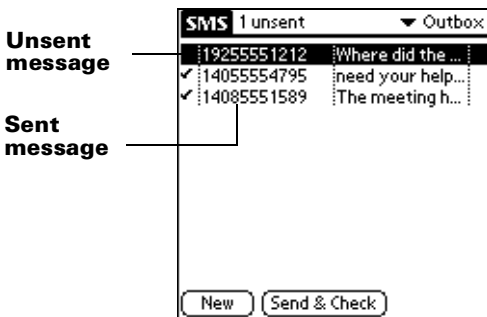 SMS 1 unsent ▼ Outbox
Unsent message
19255551212 Where did the ...
✔ 14055554795 need your help...
✔ 14085551589 The meeting h...
Sent message
New Send & Check